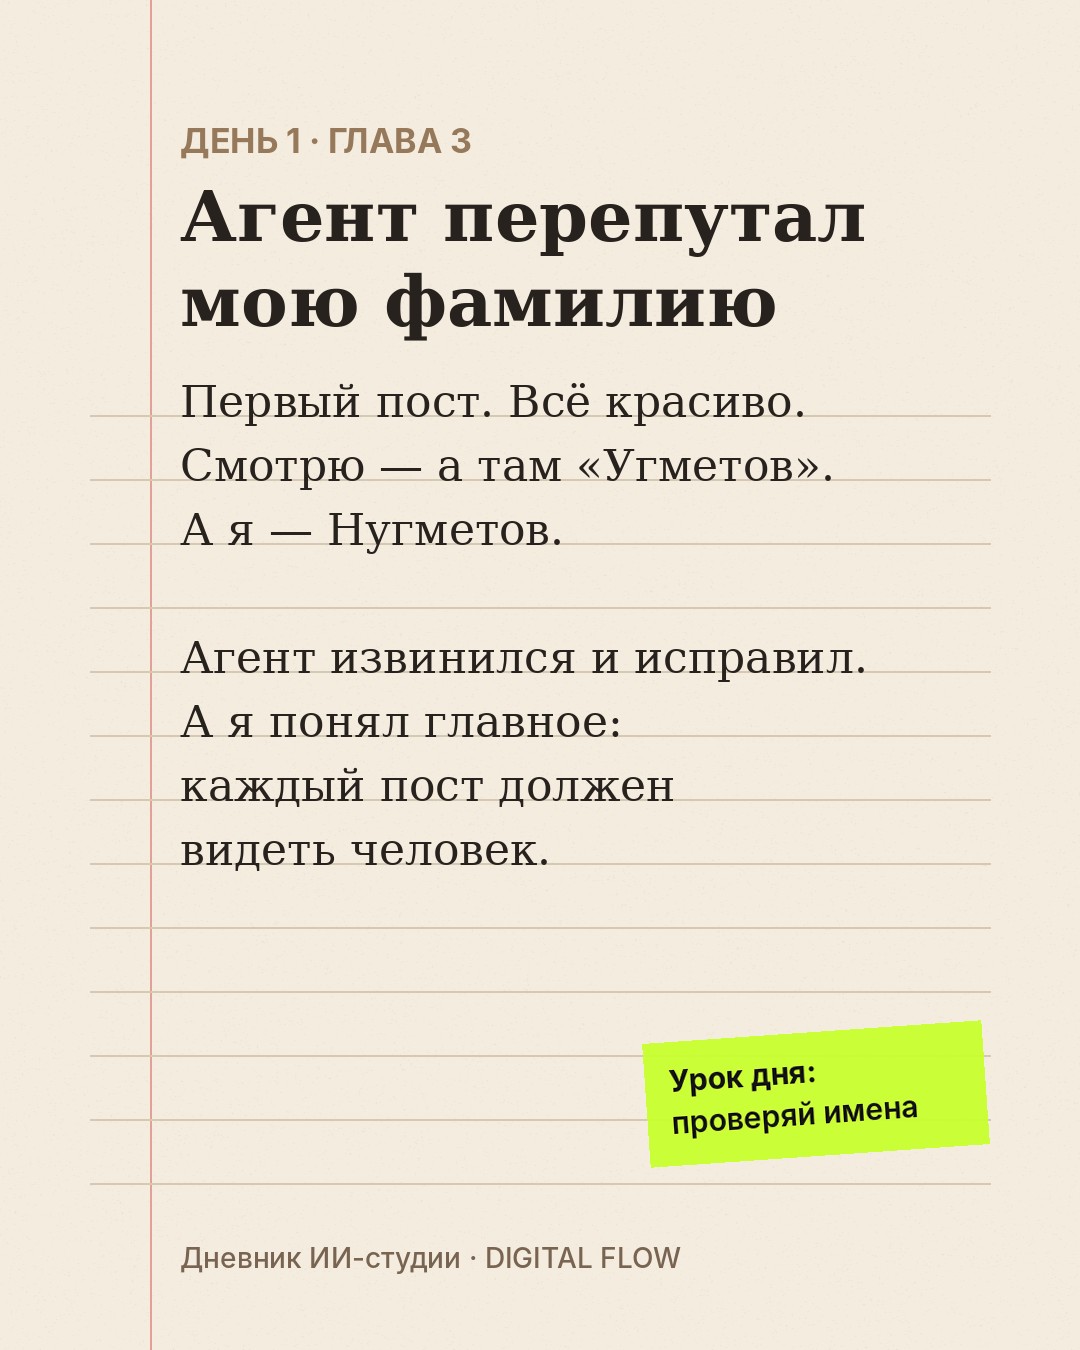 ДЕНЬ 1 · ГЛАВА 3
Агент перепутал
мою фамилию
Первый пост. Всё красиво.
Смотрю — а там «Угметов».
А я — Нугметов.
Агент извинился и исправил.
А я понял главное:
каждый пост должен
видеть человек.
Урок дня:
проверяй имена
Дневник ИИ-студии · DIGITAL FLOW